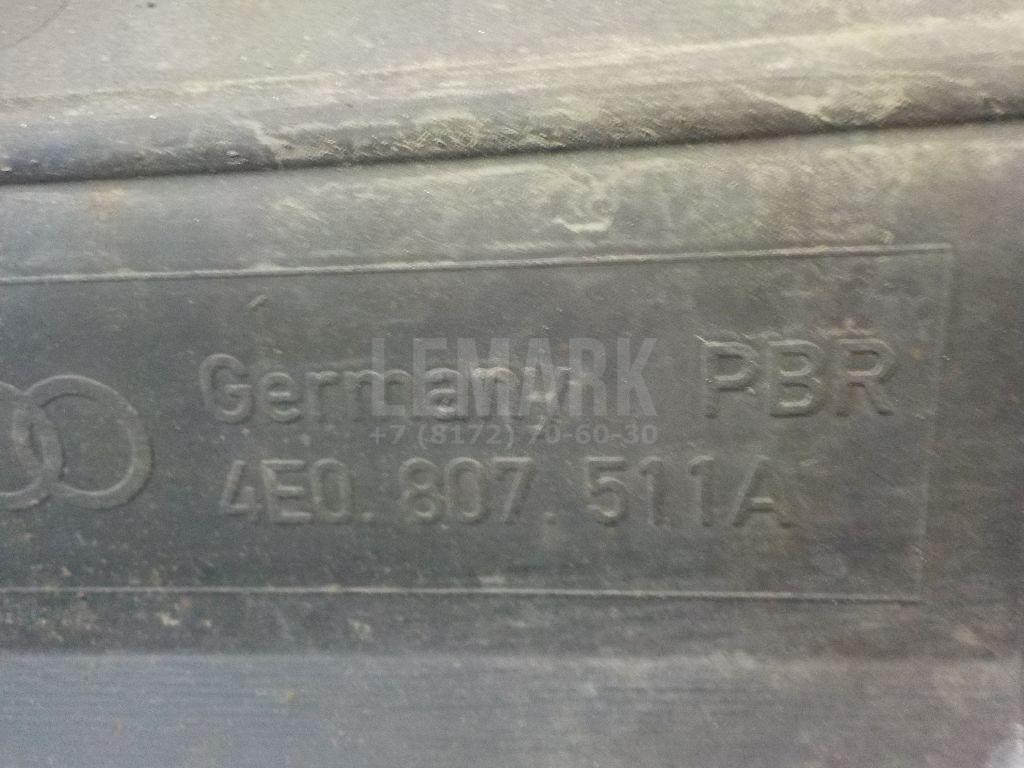 Germany PBR
LEMARK
+7 (8172) 70-60-30
4E0. 807. 511A